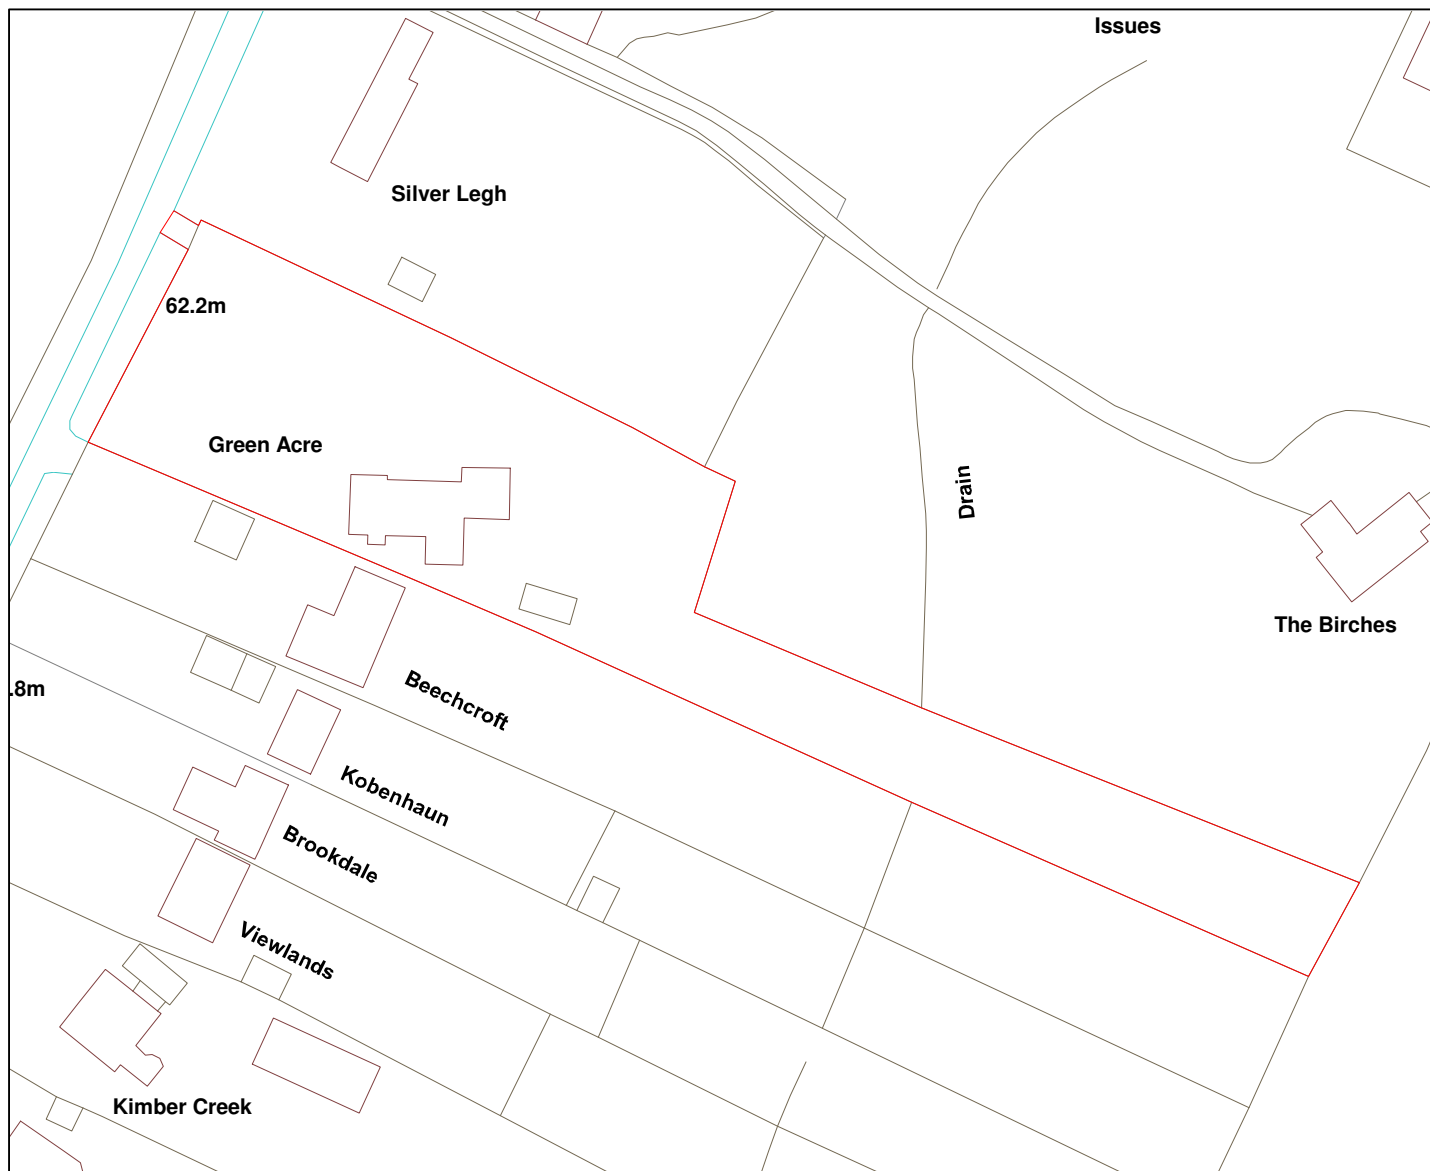 Issues
Silver Legh
62.2m
Green Acre
Drain
The Birches
Beechcroft
.8m
Kobenhaun
Brookdale
Viewlands
Kimber Creek